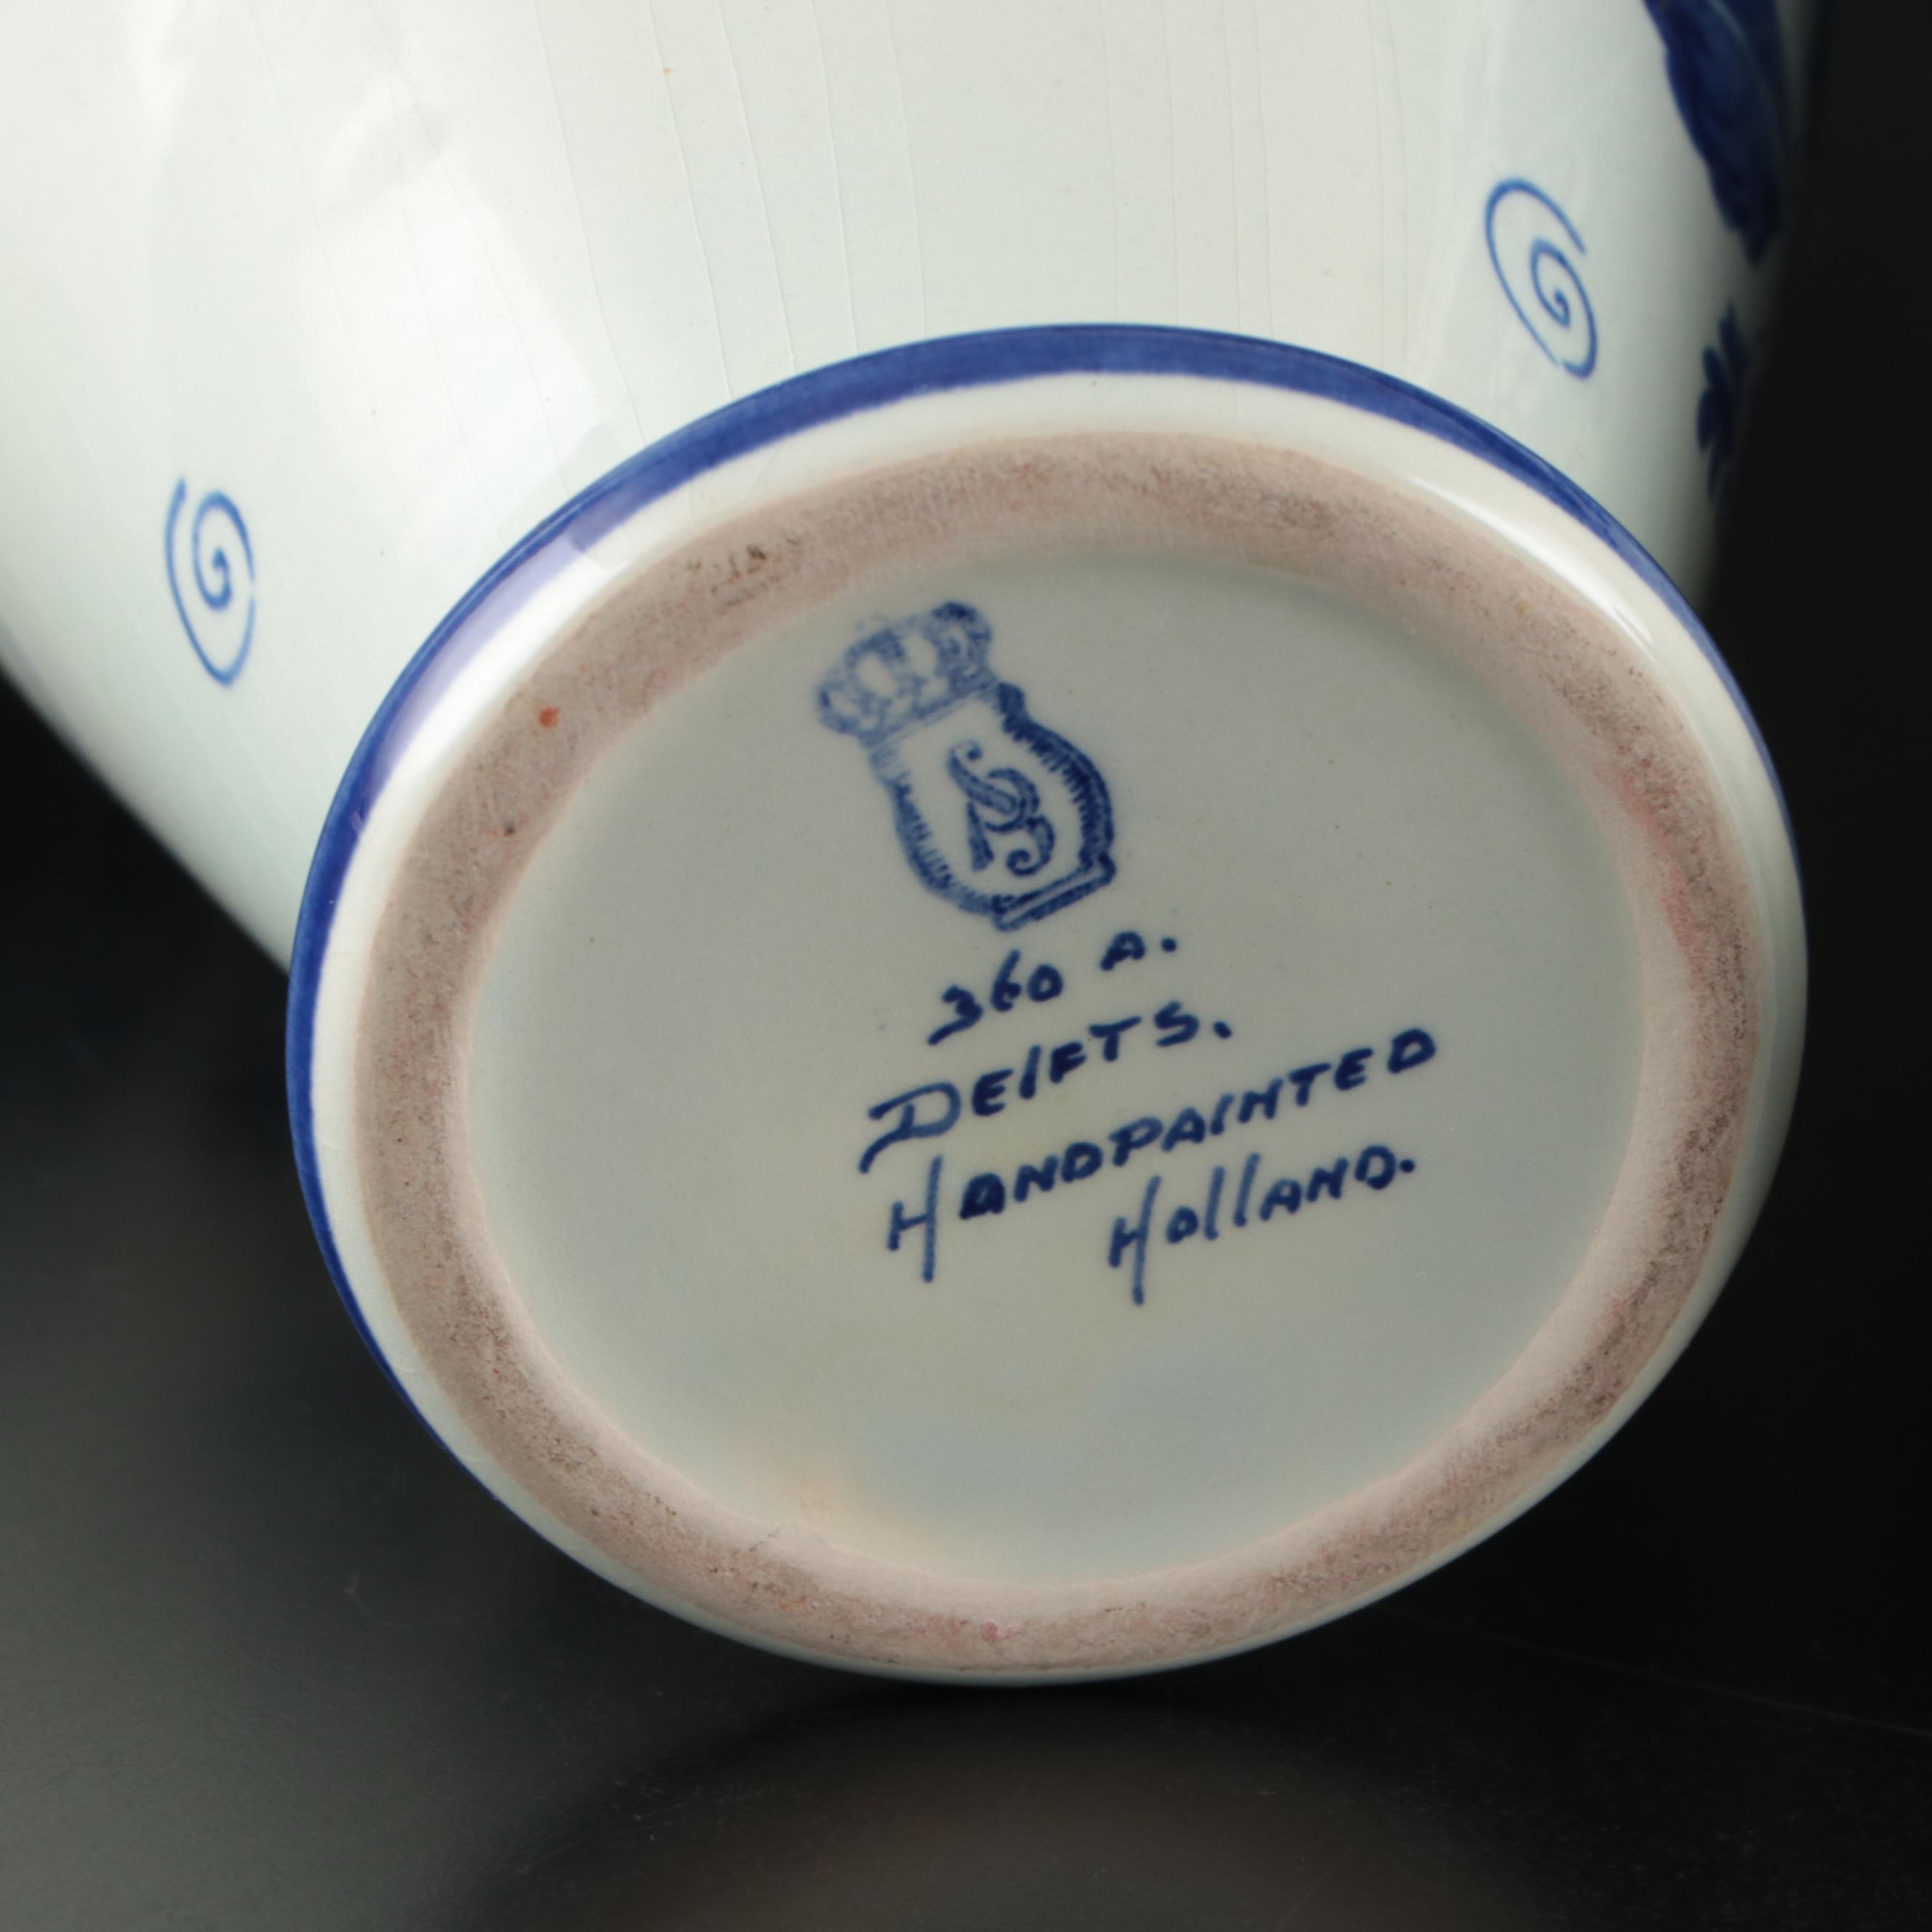 360 A.
DElFTS.
HANDPAINTED
HollAND.